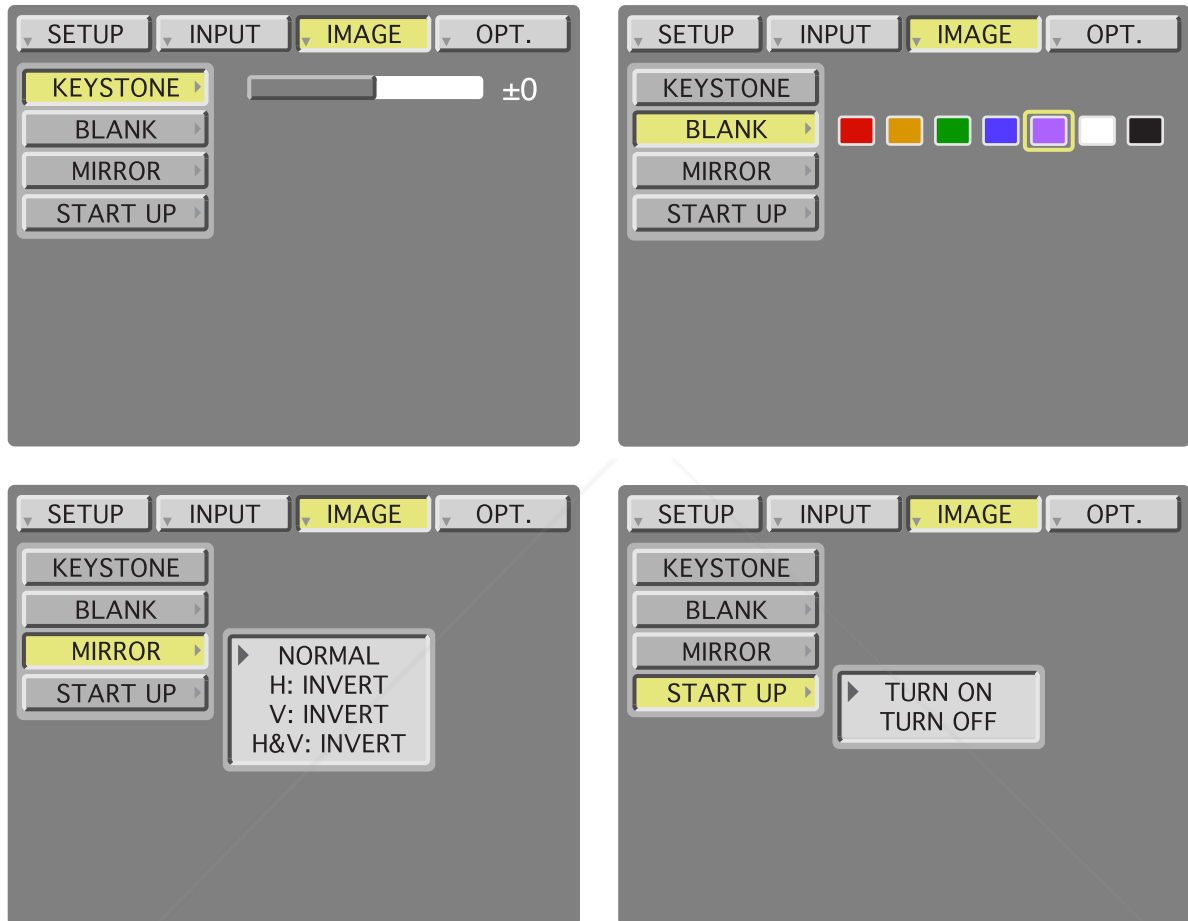 SETUP INPUT IMAGE OPT.
KEYSTONE ±0
BLANK
MIRROR
START UP
SETUP INPUT IMAGE OPT.
KEYSTONE
BLANK
MIRROR
START UP
SETUP INPUT IMAGE OPT.
KEYSTONE
BLANK
MIRROR
START UP
NORMAL
H: INVERT
V: INVERT
H&V: INVERT
SETUP INPUT IMAGE OPT.
KEYSTONE
BLANK
MIRROR
START UP
TURN ON
TURN OFF